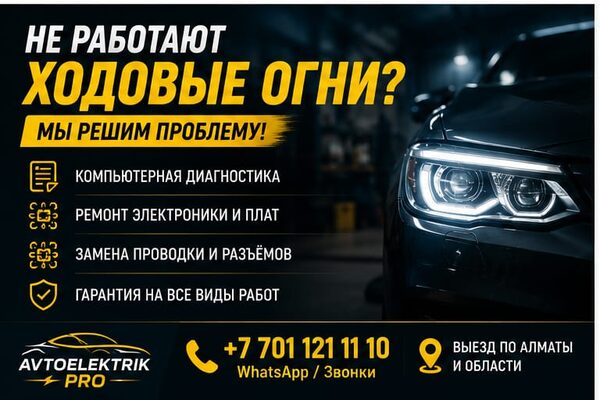 НЕ РАБОТАЮТ
ХОДОВЫЕ ОГНИ?
МЫ РЕШИМ ПРОБЛЕМУ!
КОМПЬЮТЕРНАЯ ДИАГНОСТИКА
РЕМОНТ ЭЛЕКТРОНИКИ И ПЛАТ
ЗАМЕНА ПРОВОДКИ И РАЗЪЁМОВ
ГАРАНТИЯ НА ВСЕ ВИДЫ РАБОТ
AVTOELEKTRIK
PRO
+7 701 121 11 10
WhatsApp / Звонки
ВЫЕЗД ПО АЛМАТЫ
И ОБЛАСТИ